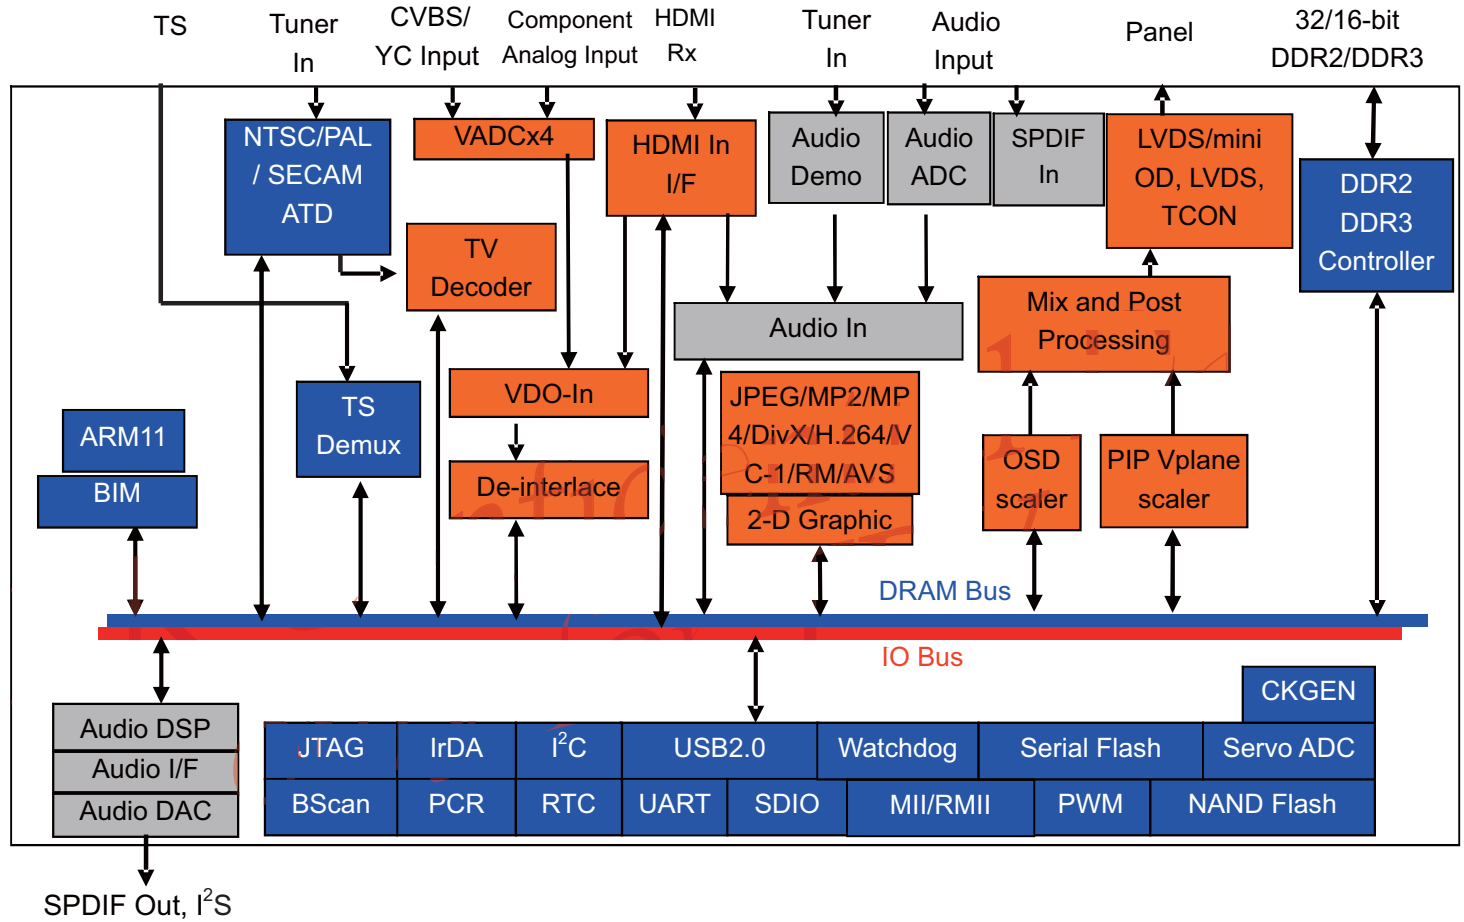 TS
Tuner
In
CVBS/
YC Input
Component
Analog Input
HDMI
Rx
Tuner
In
Audio
Input
Panel
32/16-bit
DDR2/DDR3
NTSC/PAL
/ SECAM
ATD
VADCx4
HDMI In
I/F
Audio
Demo
Audio
ADC
SPDIF
In
LVDS/mini
OD, LVDS,
TCON
DDR2
DDR3
Controller
TV
Decoder
Audio In
Mix and Post
Processing
TS
Demux
VDO-In
JPEG/MP2/MP
4/DivX/H.264/V
C-1/RM/AVS
ARM11
BIM
De-interlace
2-D Graphic
OSD
scaler
PIP Vplane
scaler
DRAM Bus
IO Bus
CKGEN
Audio DSP
Audio I/F
Audio DAC
JTAG
IrDA
I²C
USB2.0
Watchdog
Serial Flash
Servo ADC
BScan
PCR
RTC
UART
SDIO
MII/RMII
PWM
NAND Flash
SPDIF Out, I²S